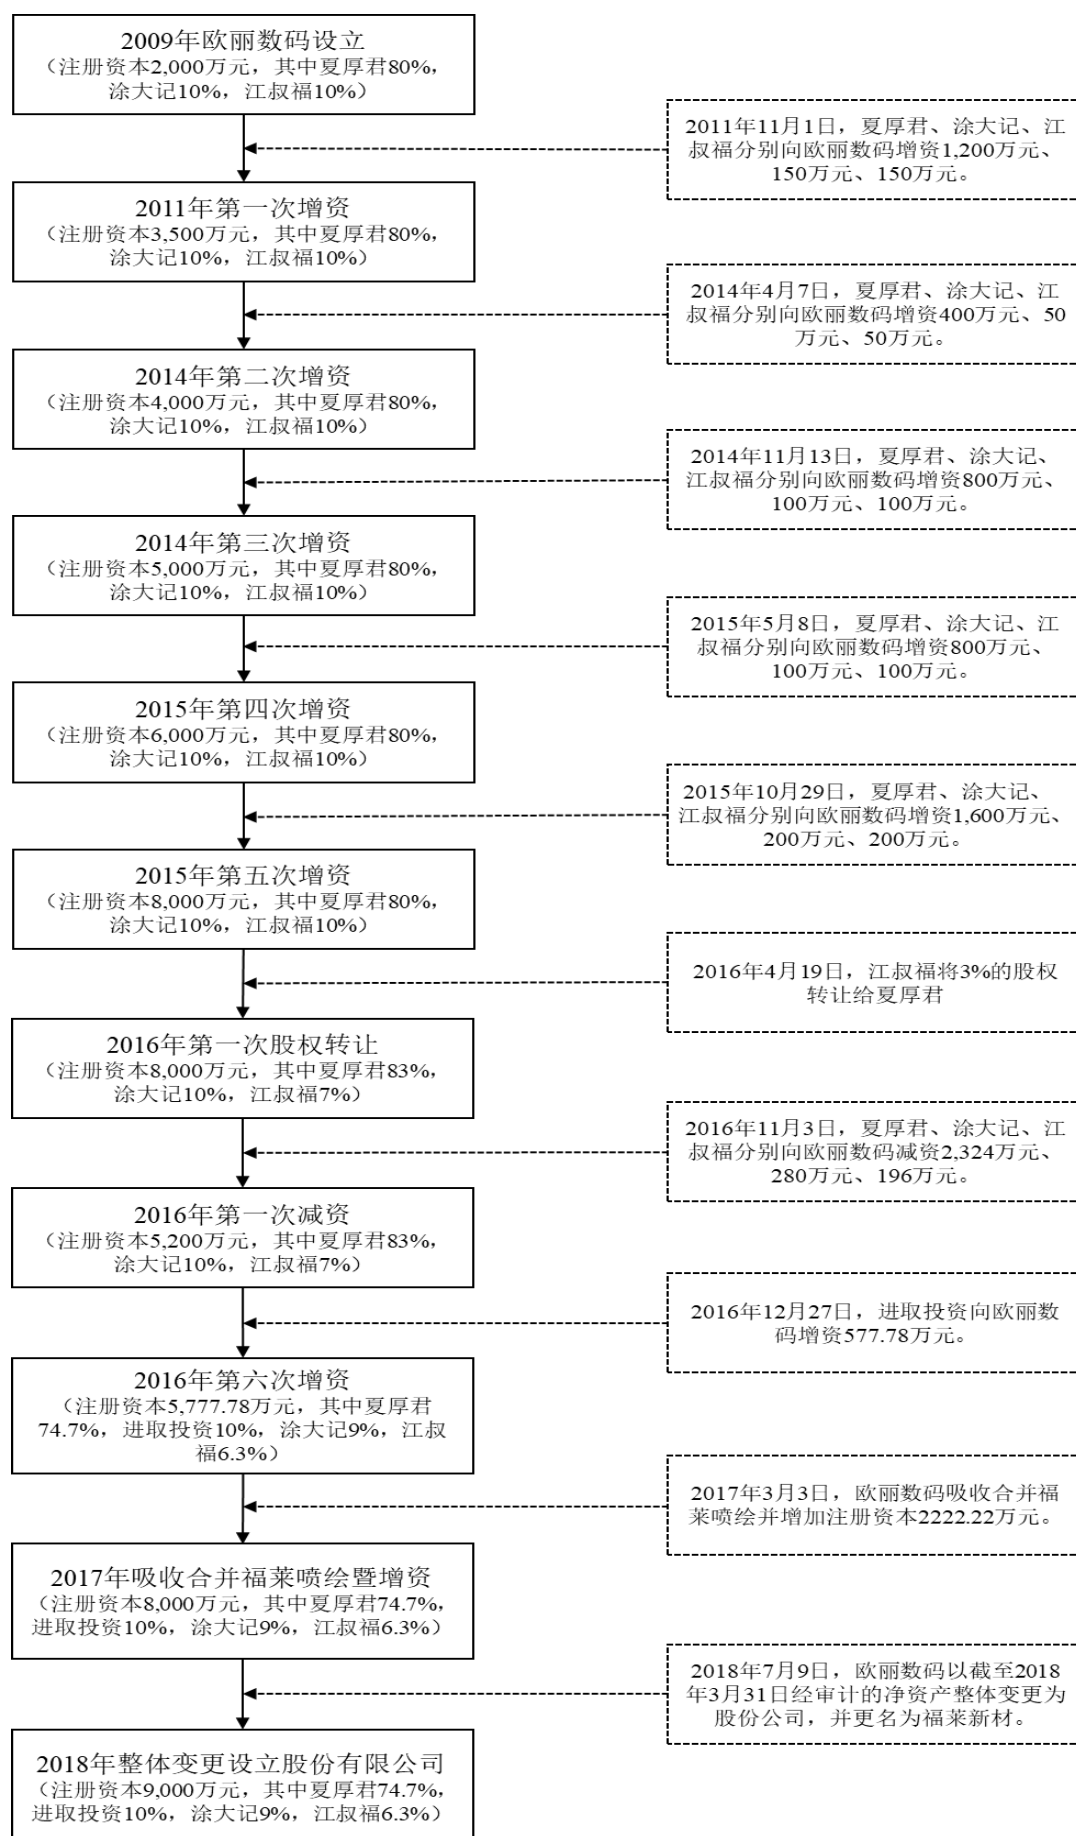 2009年欧丽数码设立
（注册资本2,000万元，其中夏厚君80%，
涂大记10%，江叔福10%）
2011年11月1日，夏厚君、涂大记、江
叔福分别向欧丽数码增资1,200万元、
150万元、150万元。
2011年第一次增资
（注册资本3,500万元，其中夏厚君80%，
涂大记10%，江叔福10%）
2014年4月7日，夏厚君、涂大记、江
叔福分别向欧丽数码增资400万元、50
万元、50万元。
2014年第二次增资
（注册资本4,000万元，其中夏厚君80%，
涂大记10%，江叔福10%）
2014年11月13日，夏厚君、涂大记、
江叔福分别向欧丽数码增资800万元、
100万元、100万元。
2014年第三次增资
（注册资本5,000万元，其中夏厚君80%，
涂大记10%，江叔福10%）
2015年5月8日，夏厚君、涂大记、江
叔福分别向欧丽数码增资800万元、
100万元、100万元。
2015年第四次增资
（注册资本6,000万元，其中夏厚君80%，
涂大记10%，江叔福10%）
2015年10月29日，夏厚君、涂大记、
江叔福分别向欧丽数码增资1,600万元、
200万元、200万元。
2015年第五次增资
（注册资本8,000万元，其中夏厚君80%，
涂大记10%，江叔福10%）
2016年4月19日，江叔福将3%的股权
转让给夏厚君
2016年第一次股权转让
（注册资本8,000万元，其中夏厚君83%，
涂大记10%，江叔福7%）
2016年11月3日，夏厚君、涂大记、江
叔福分别向欧丽数码减资2,324万元、
280万元、196万元。
2016年第一次减资
（注册资本5,200万元，其中夏厚君83%，
涂大记10%，江叔福7%）
2016年12月27日，进取投资向欧丽数
码增资577.78万元。
2016年第六次增资
（注册资本5,777.78万元，其中夏厚君
74.7%，进取投资10%，涂大记9%，江叔
福6.3%）
2017年3月3日，欧丽数码吸收合并福
莱喷绘并增加注册资本2222.22万元。
2017年吸收合并福莱喷绘暨增资
（注册资本8,000万元，其中夏厚君74.7%，
进取投资10%，涂大记9%，江叔福6.3%）
2018年7月9日，欧丽数码以截至2018
年3月31日经审计的净资产整体变更为
股份公司，并更名为福莱新材。
2018年整体变更设立股份有限公司
（注册资本9,000万元，其中夏厚君74.7%，
进取投资10%，涂大记9%，江叔福6.3%）